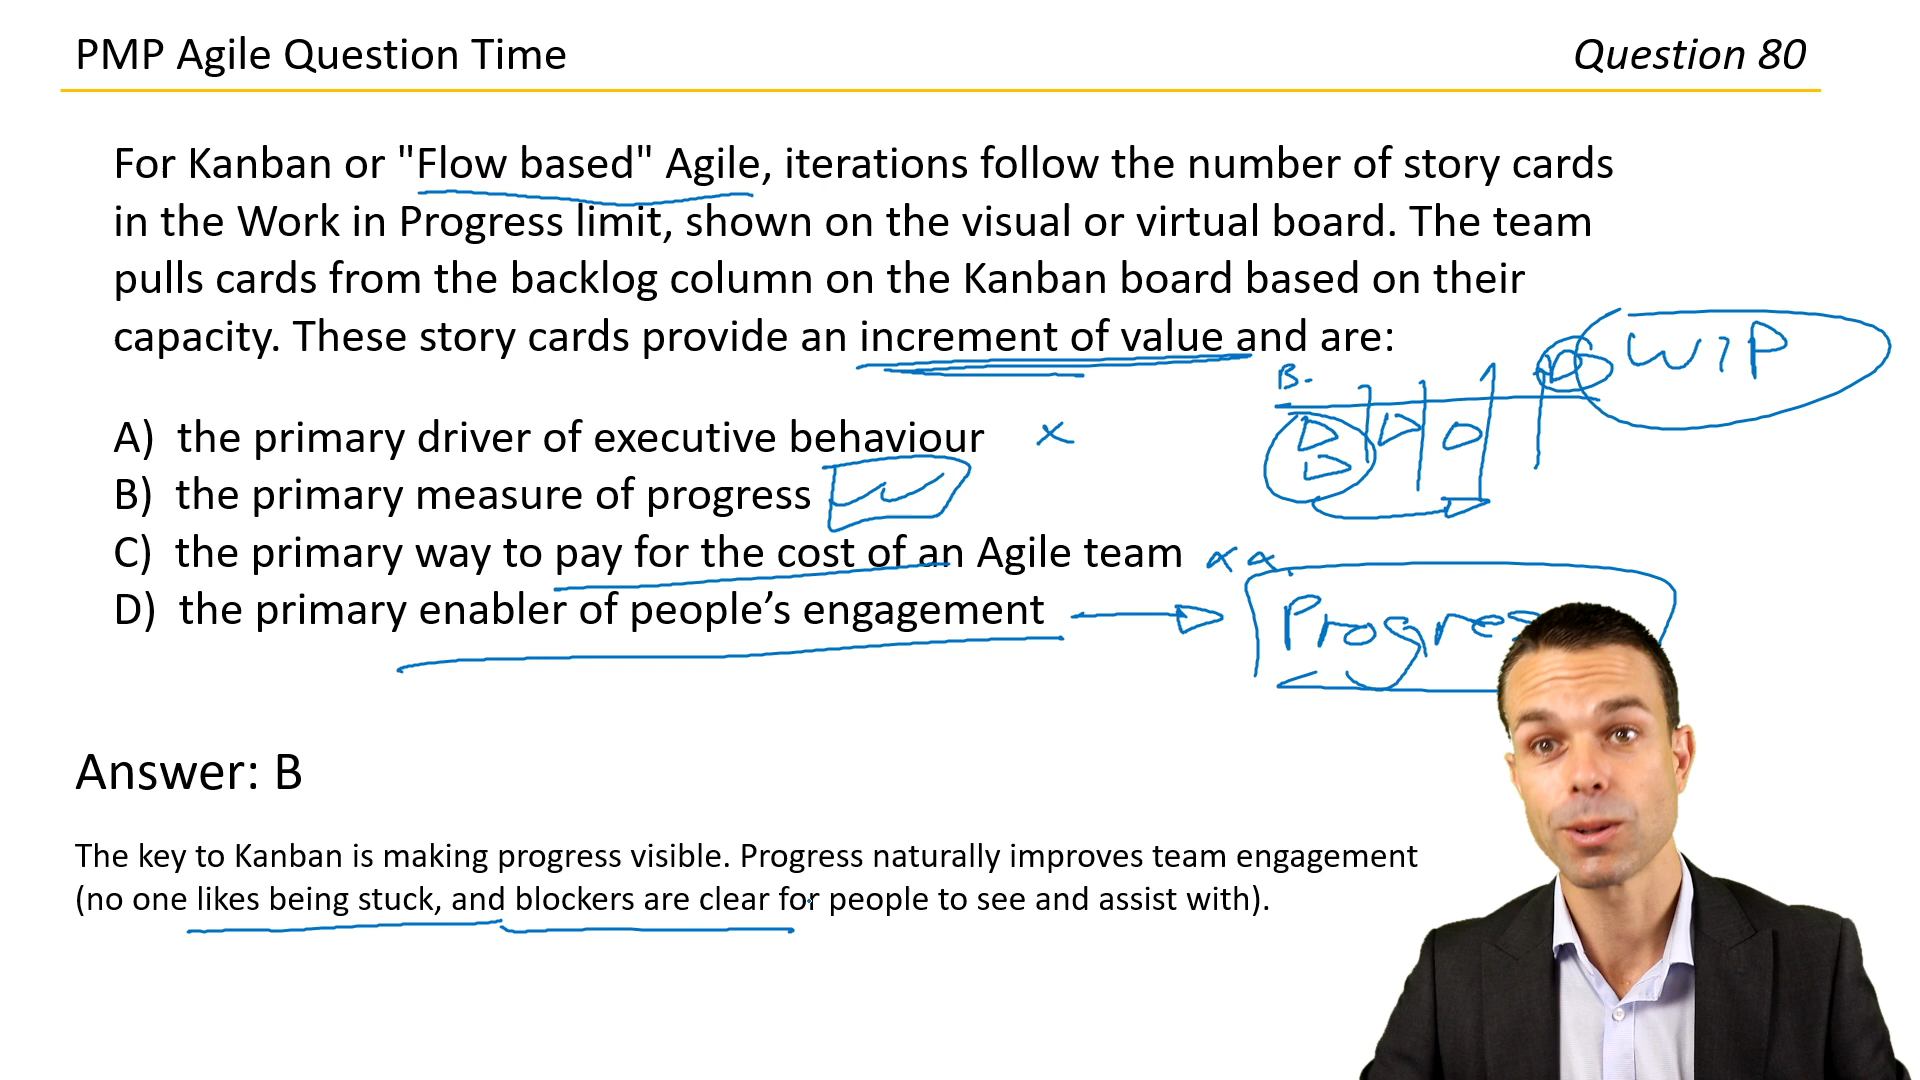 PMP Agile Question Time
Question 80
For Kanban or "Flow based" Agile, iterations follow the number of story cards
in the Work in Progress limit, shown on the visual or virtual board. The team
pulls cards from the backlog column on the Kanban board based on their
capacity. These story cards provide an increment of value and are:
WIP
B.
A) the primary driver of executive behaviour x
B) the primary measure of progress
C) the primary way to pay for the cost of an Agile team x x
D) the primary enabler of people’s engagement
Progres
Answer: B
The key to Kanban is making progress visible. Progress naturally improves team engagement
(no one likes being stuck, and blockers are clear for people to see and assist with).